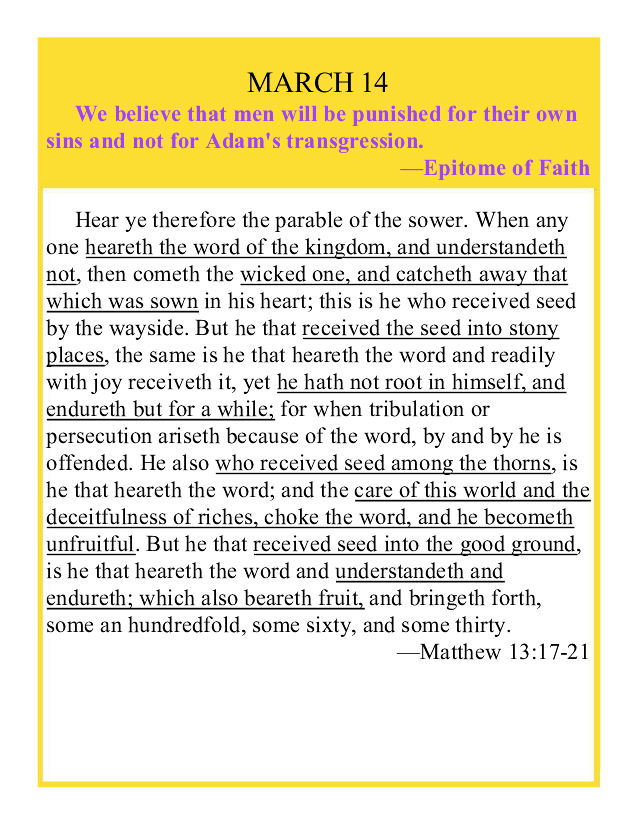 MARCH 14
We believe that men will be punished for their own
sins and not for Adam's transgression.
—Epitome of Faith
Hear ye therefore the parable of the sower. When any
one heareth the word of the kingdom, and understandeth
not, then cometh the wicked one, and catcheth away that
which was sown in his heart; this is he who received seed
by the wayside. But he that received the seed into stony
places, the same is he that heareth the word and readily
with joy receiveth it, yet he hath not root in himself, and
endureth but for a while; for when tribulation or
persecution ariseth because of the word, by and by he is
offended. He also who received seed among the thorns, is
he that heareth the word; and the care of this world and the
deceitfulness of riches, choke the word, and he becometh
unfruitful. But he that received seed into the good ground,
is he that heareth the word and understandeth and
endureth; which also beareth fruit, and bringeth forth,
some an hundredfold, some sixty, and some thirty.
—Matthew 13:17-21